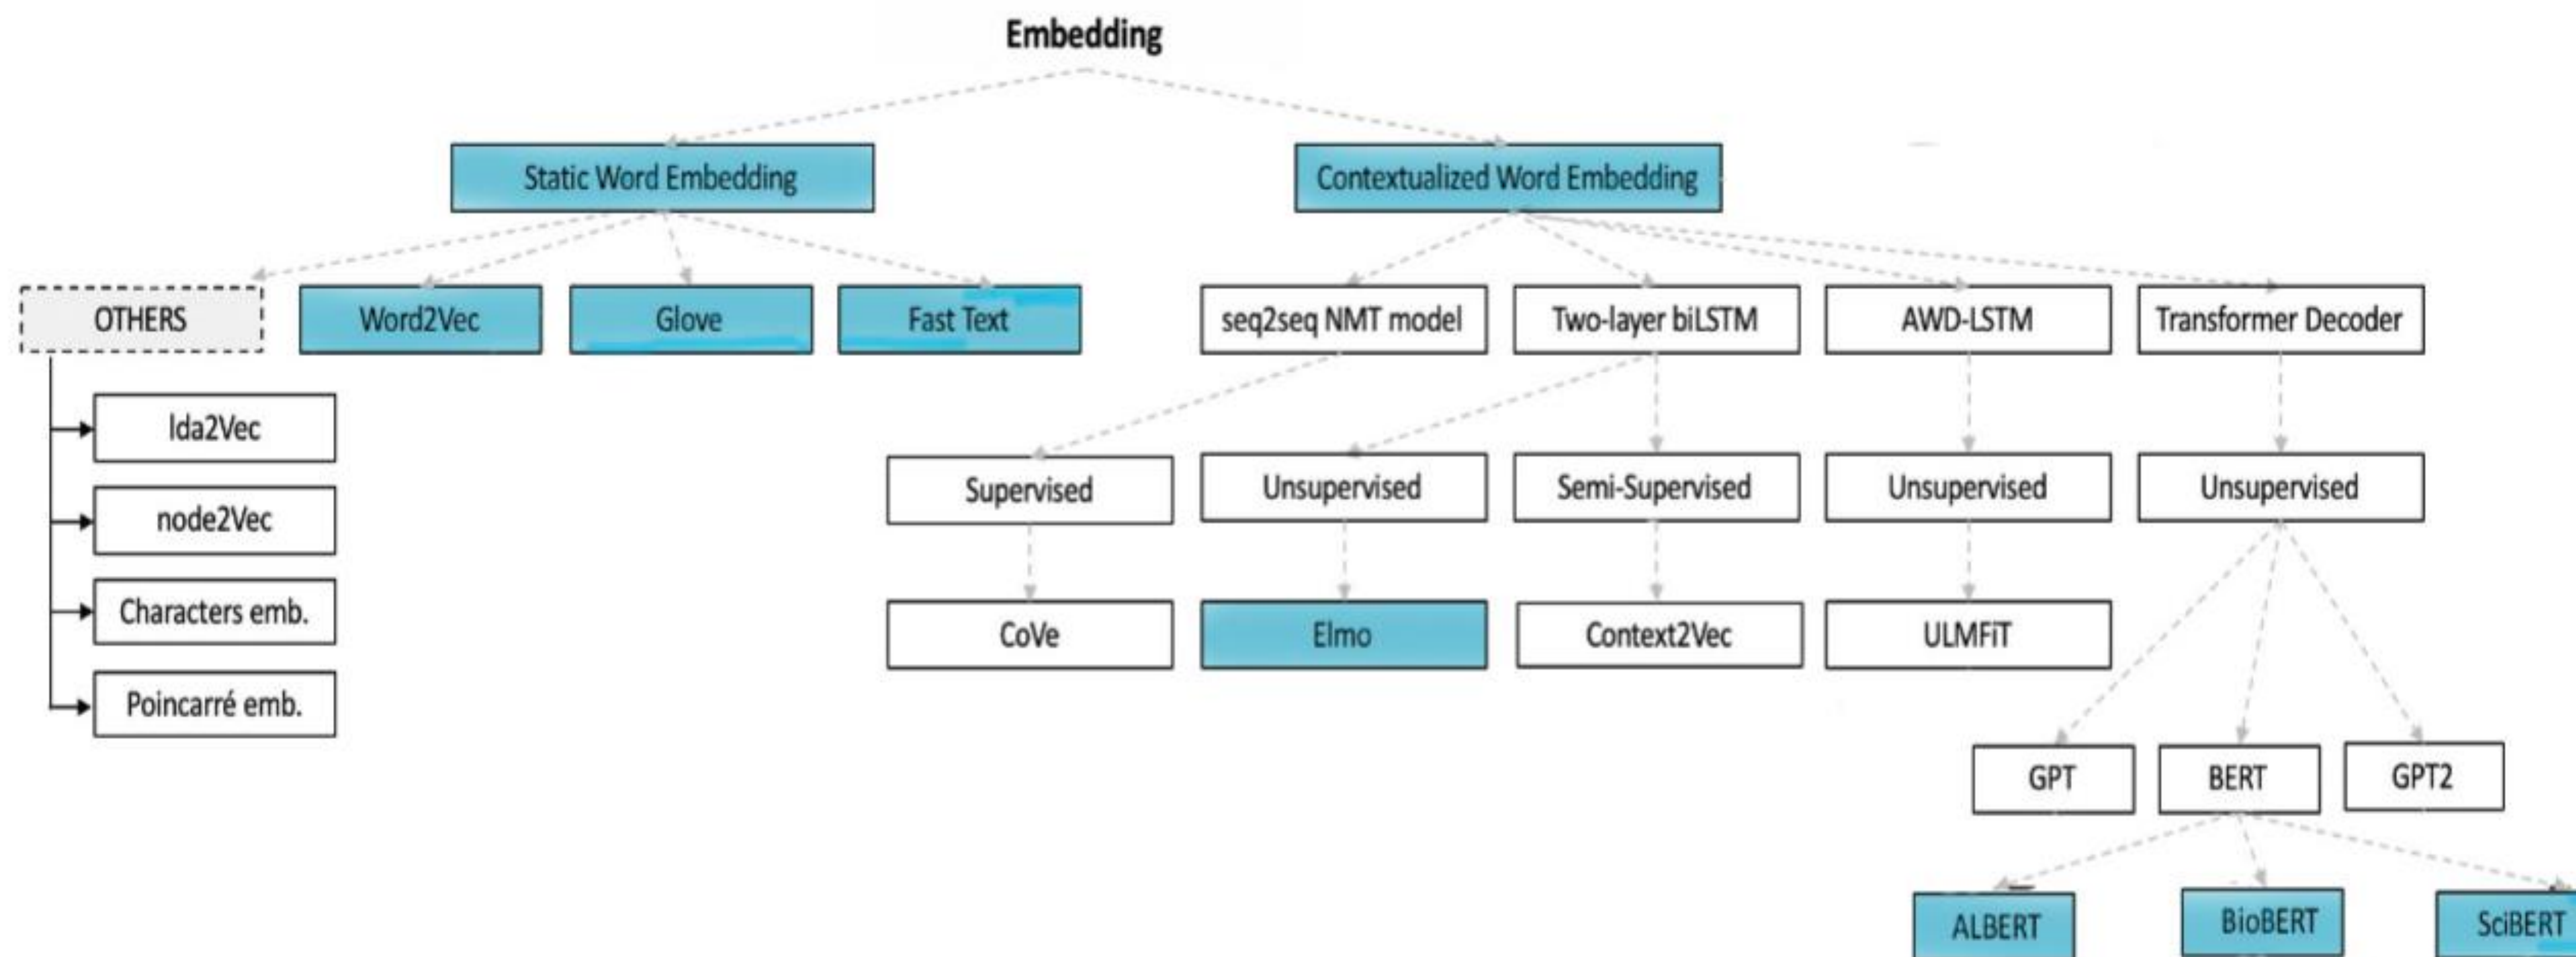 Embedding
Static Word Embedding
Contextualized Word Embedding
OTHERS
Word2Vec
Glove
Fast Text
seq2seq NMT model
Two-layer biLSTM
AWD-LSTM
Transformer Decoder
lda2Vec
node2Vec
Characters emb.
Poincarré emb.
Supervised
Unsupervised
Semi-Supervised
Unsupervised
Unsupervised
CoVe
Elmo
Context2Vec
ULMFiT
GPT
BERT
GPT2
ALBERT
BioBERT
SciBERT